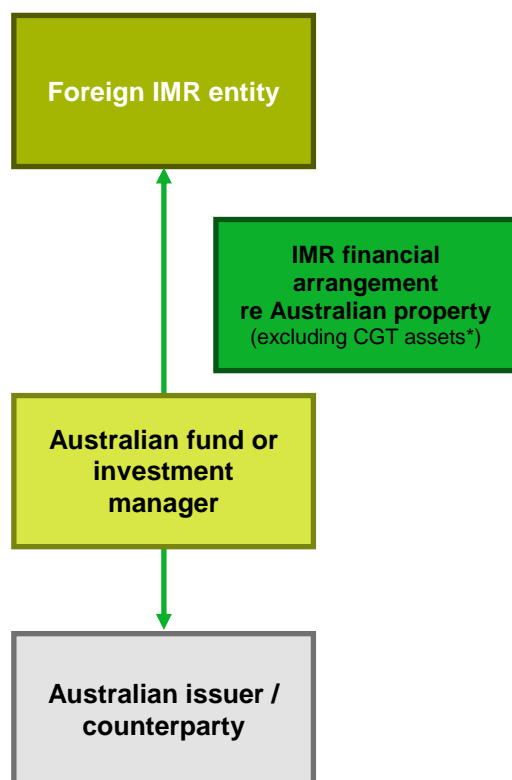 Foreign IMR entity
IMR financial
arrangement
re Australian property
(excluding CGT assets*)
Australian fund or
investment
manager
Australian issuer /
counterparty